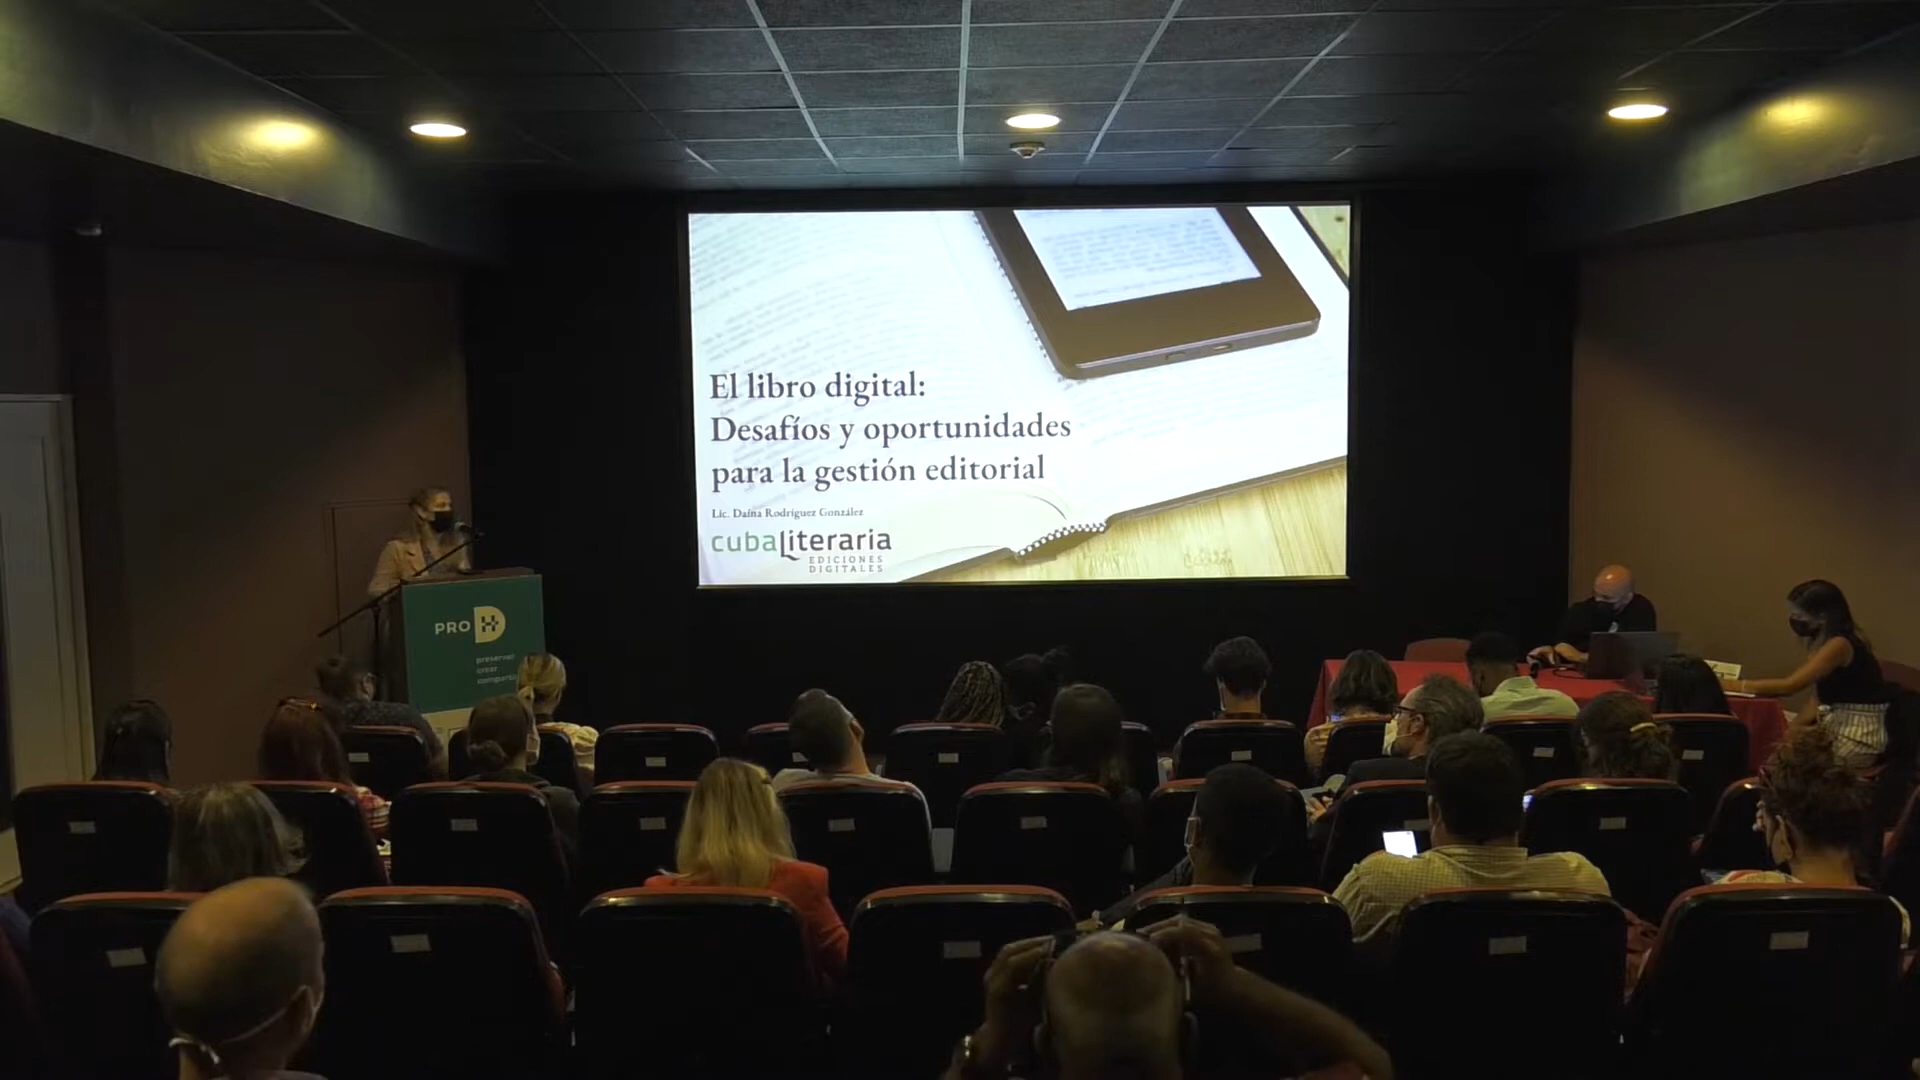 El libro digital:
Desafíos y oportunidades
para la gestión editorial
Lic. Daína Rodríguez González
cubaLiteraria
EDICIONES
DIGITALES
PRO HD
preservar
crear